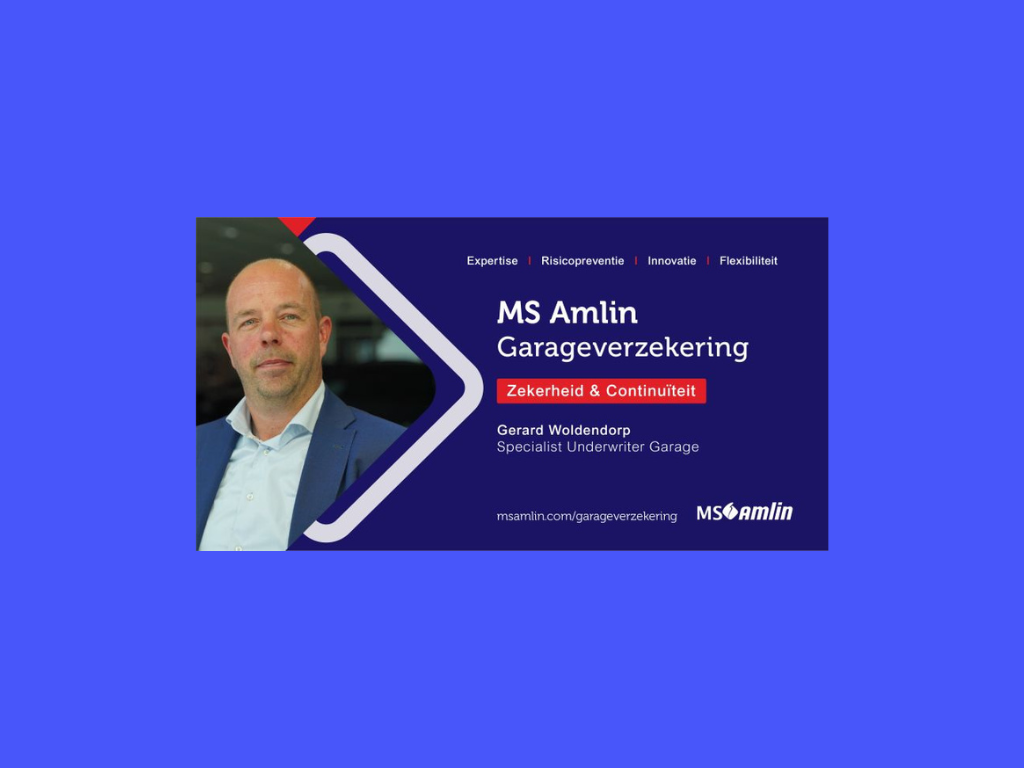 Expertise | Risicopreventie | Innovatie | Flexibiliteit
MS Amlin
Garageverzekering
Zekerheid & Continuïteit
Gerard Woldendorp
Specialist Underwriter Garage
msamlin.com/garageverzekering MS amlin